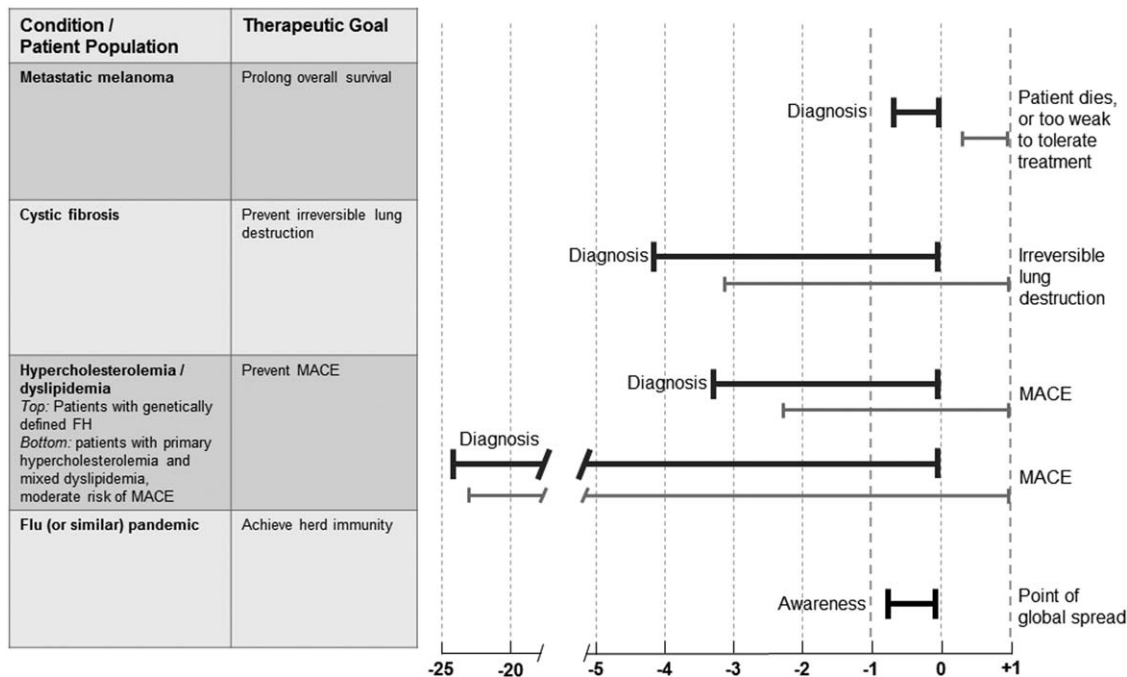 Condition /
Patient Population
Therapeutic Goal
Metastatic melanoma
Prolong overall survival
Diagnosis
Patient dies,
or too weak
to tolerate
treatment
Cystic fibrosis
Prevent irreversible lung
destruction
Diagnosis
Irreversible
lung
destruction
Hypercholesterolemia /
dyslipidemia
Top: Patients with genetically
defined FH
Bottom: patients with primary
hypercholesterolemia and
mixed dyslipidemia,
moderate risk of MACE
Prevent MACE
Diagnosis
MACE
Diagnosis
MACE
Flu (or similar) pandemic
Achieve herd immunity
Awareness
Point of
global spread
-25 -20 -5 -4 -3 -2 -1 0 +1